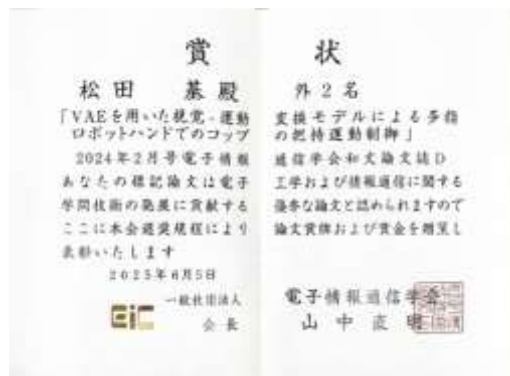 賞状
松田 基殿 外2名
「VAEを用いた視覚-運動変換モデルによる多指
ロボットハンドでのコップの把持運動制御」
2024年2月号電子情報通信学会和文論文誌D
あなたの標記論文は電子工学および情報通信に関する
学問技術の発展に貢献する優秀な論文と認められますので
ここに本会選奨規程により論文賞牌および賞金を贈呈し
表彰いたします
2025年6月5日
一般社団法人 電子情報通信学会
EiC 会長 山中直明